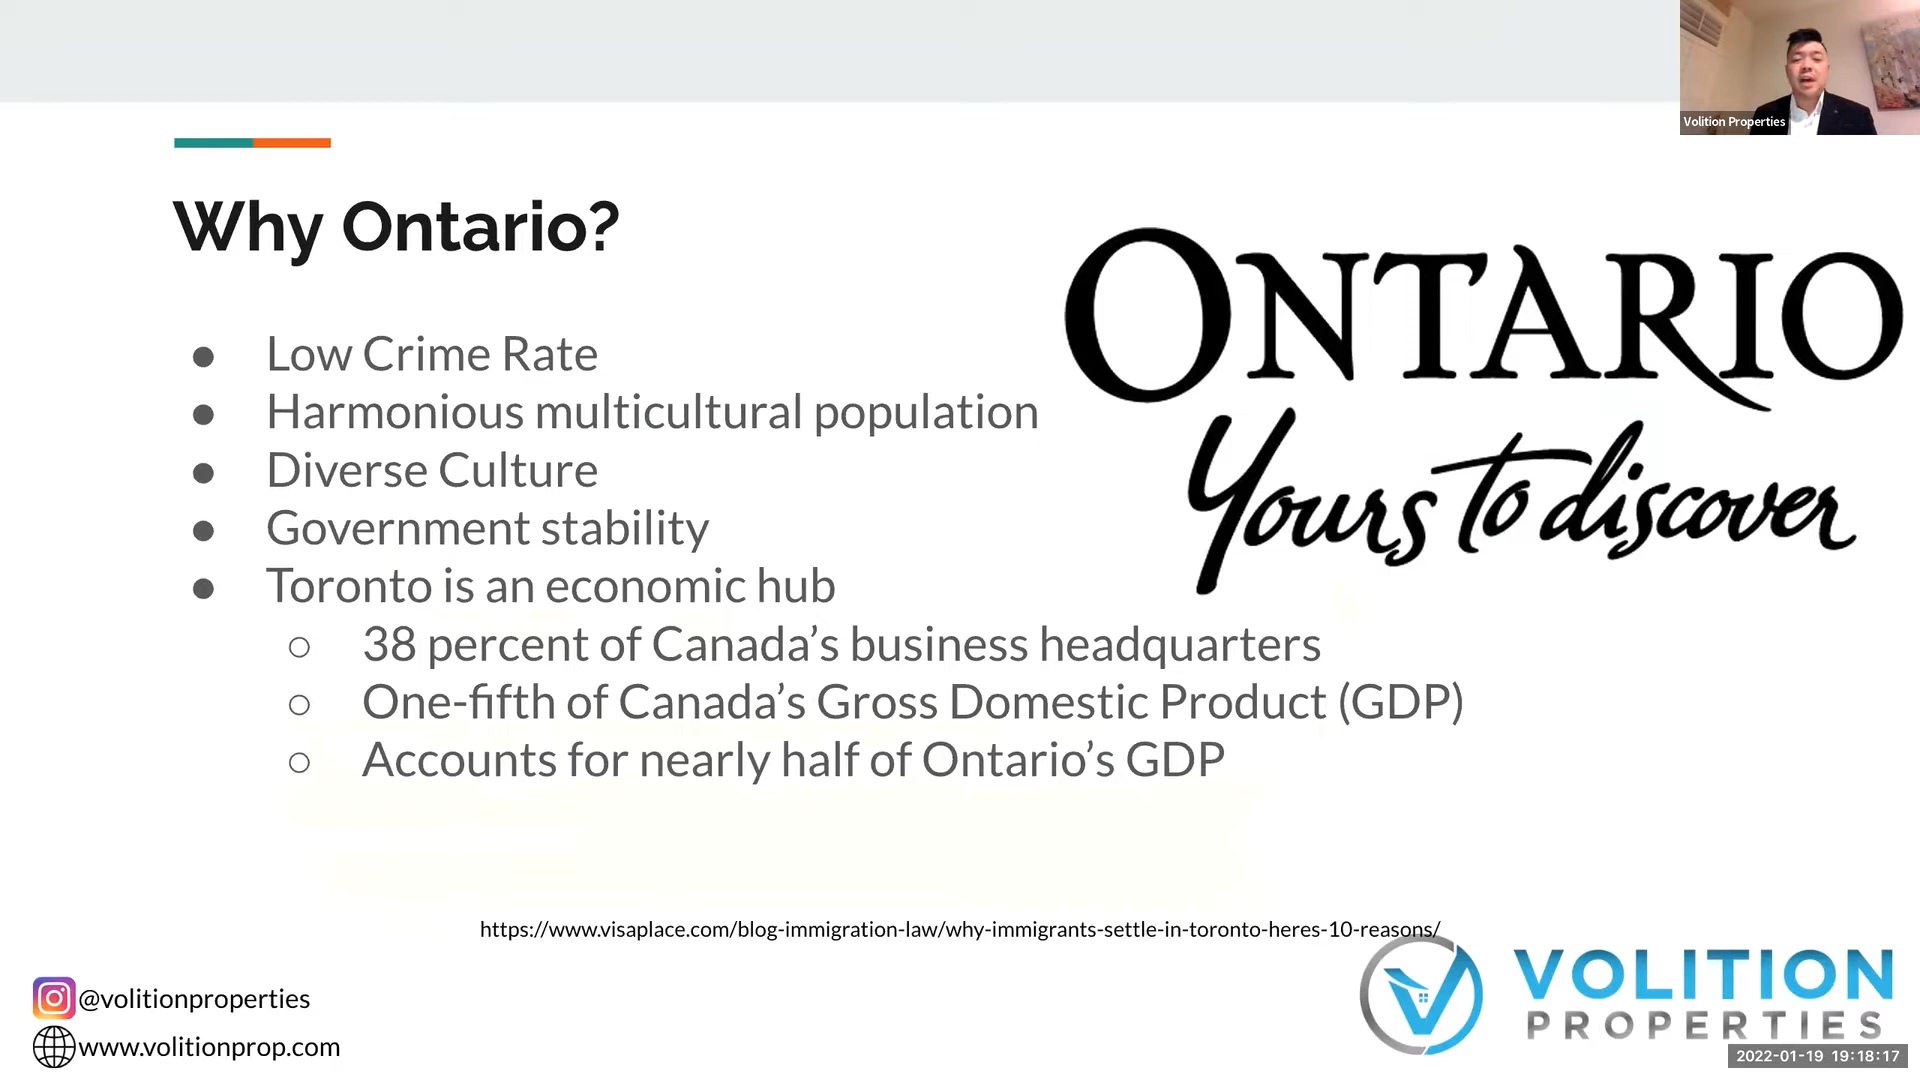 Volition Properties
Why Ontario?
ONTARIO
Yours to discover
● Low Crime Rate
● Harmonious multicultural population
● Diverse Culture
● Government stability
● Toronto is an economic hub
○ 38 percent of Canada’s business headquarters
○ One-fifth of Canada’s Gross Domestic Product (GDP)
○ Accounts for nearly half of Ontario’s GDP
https://www.visaplace.com/blog-immigration-law/why-immigrants-settle-in-toronto-heres-10-reasons/
@volitionproperties
www.volitionprop.com
VOLITION
PROPERTIES
2022-01-19 19:18:17